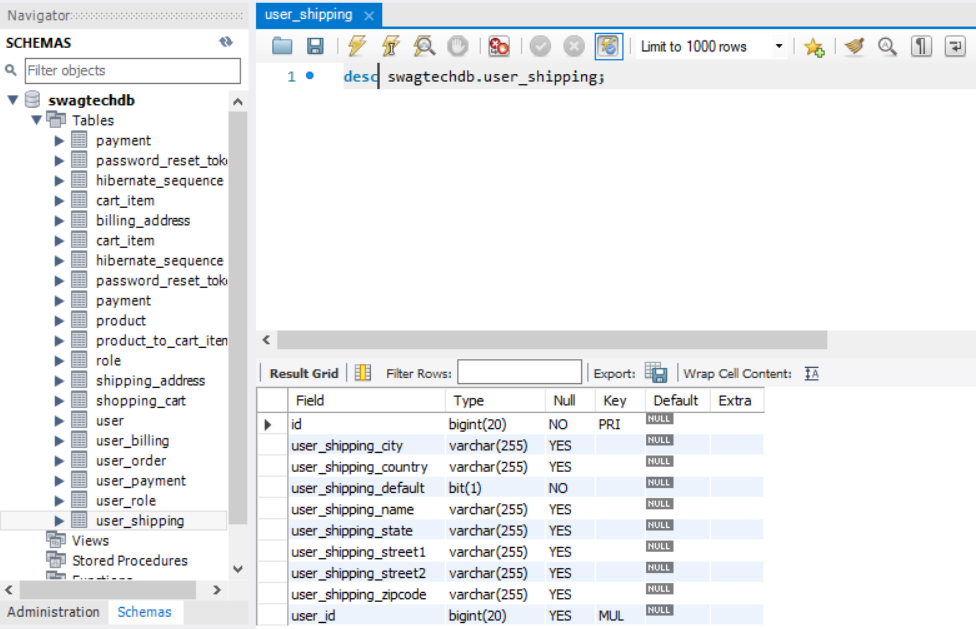 Navigator
SCHEMAS
Filter objects
swagtechdb
Tables
payment
password_reset_tok
hibernate_sequence
cart_item
billing_address
cart_item
hibernate_sequence
password_reset_tok
payment
product
product_to_cart_iten
role
shipping_address
shopping_cart
user
user_billing
user_order
user_payment
user_role
user_shipping
Views
Stored Procedures
Functions
Administration Schemas
user_shipping
Limit to 1000 rows
1 desc swagtechdb.user_shipping;
Result Grid Filter Rows: Export: Wrap Cell Content: IA
Field Type Null Key Default Extra
id bigint(20) NO PRI NULL
user_shipping_city varchar(255) YES NULL
user_shipping_country varchar(255) YES NULL
user_shipping_default bit(1) NO NULL
user_shipping_name varchar(255) YES NULL
user_shipping_state varchar(255) YES NULL
user_shipping_street1 varchar(255) YES NULL
user_shipping_street2 varchar(255) YES NULL
user_shipping_zipcode varchar(255) YES NULL
user_id bigint(20) YES MUL NULL